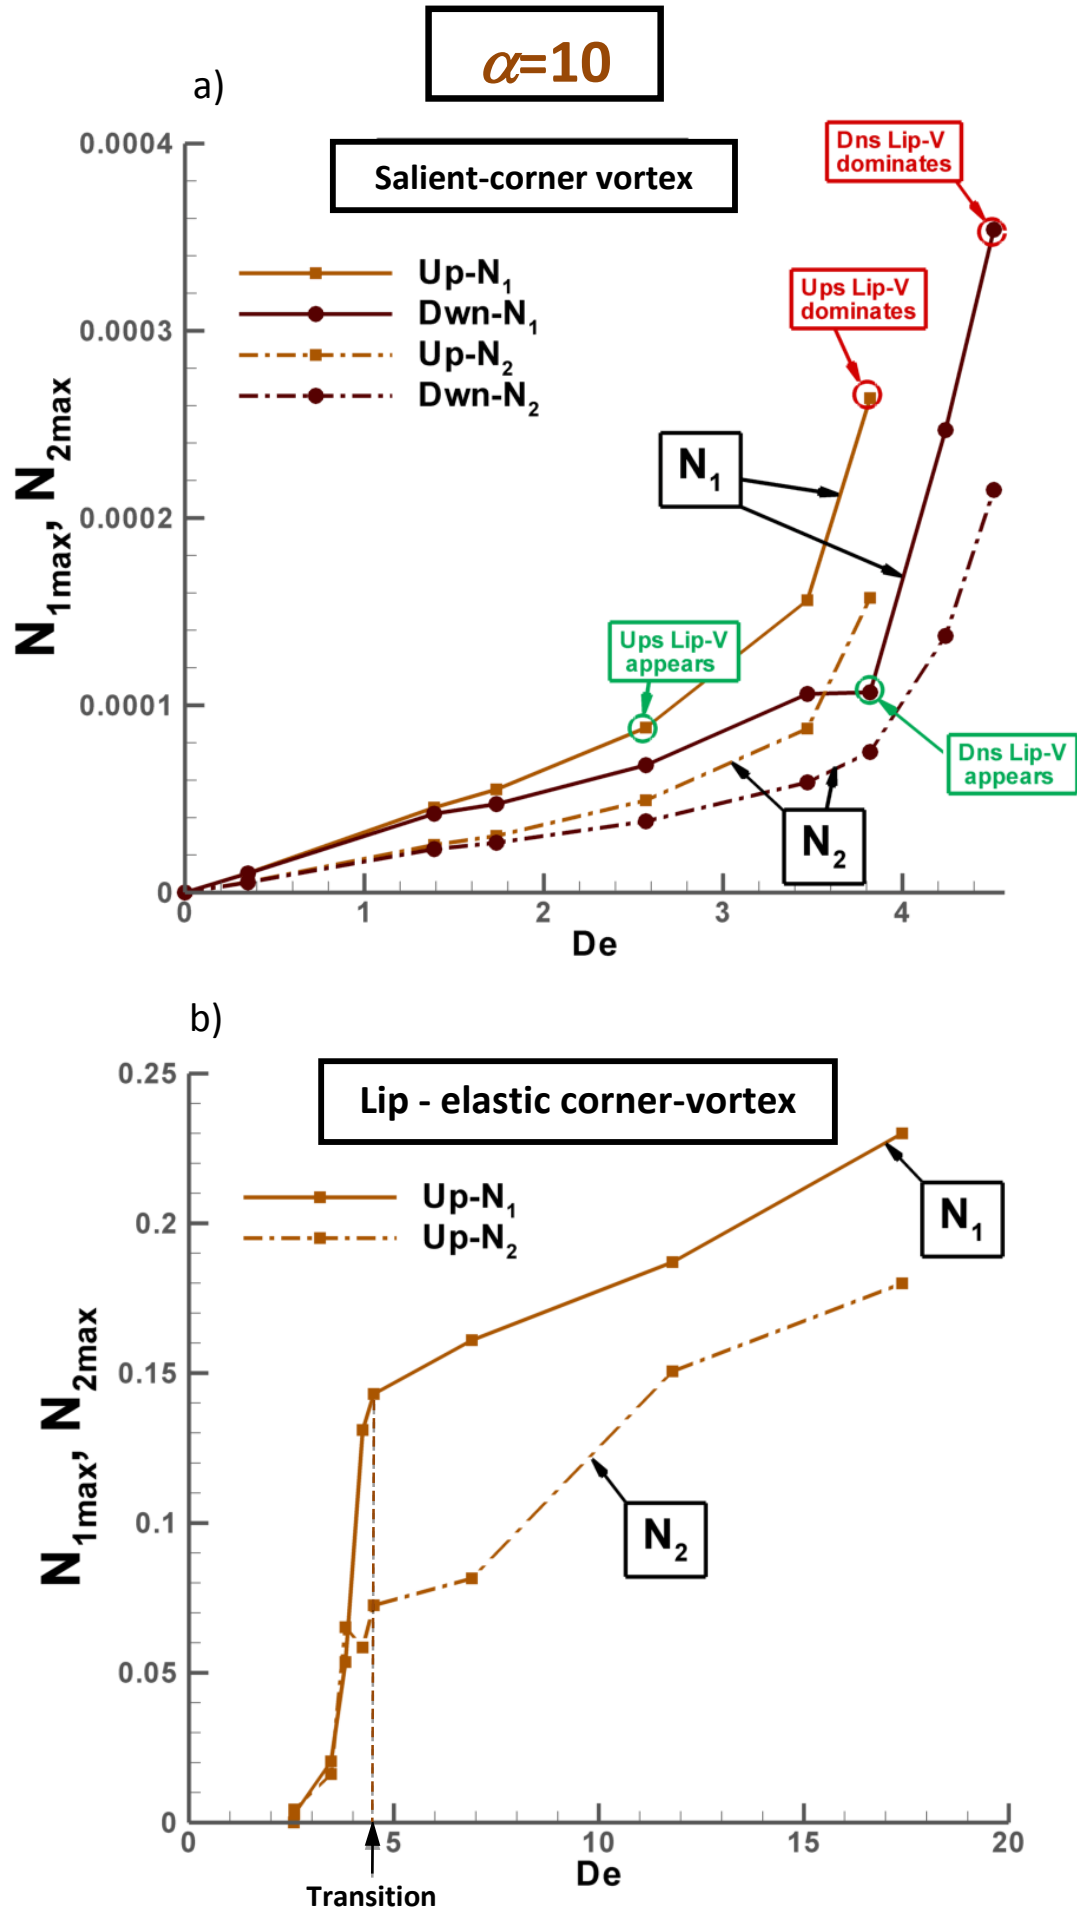 α=10
a)
Salient-corner vortex
Dns Lip-V
dominates
Ups Lip-V
dominates
Up-N1
Dwn-N1
Up-N2
Dwn-N2
N1
Ups Lip-V
appears
Dns Lip-V
appears
N2
N1max, N2max
0.0004
0.0003
0.0002
0.0001
0
0 1 2 3 4
De
b)
Lip - elastic corner-vortex
Up-N1
Up-N2
N1
N2
N1max, N2max
0.25
0.2
0.15
0.1
0.05
0
0 5 10 15 20
De
Transition